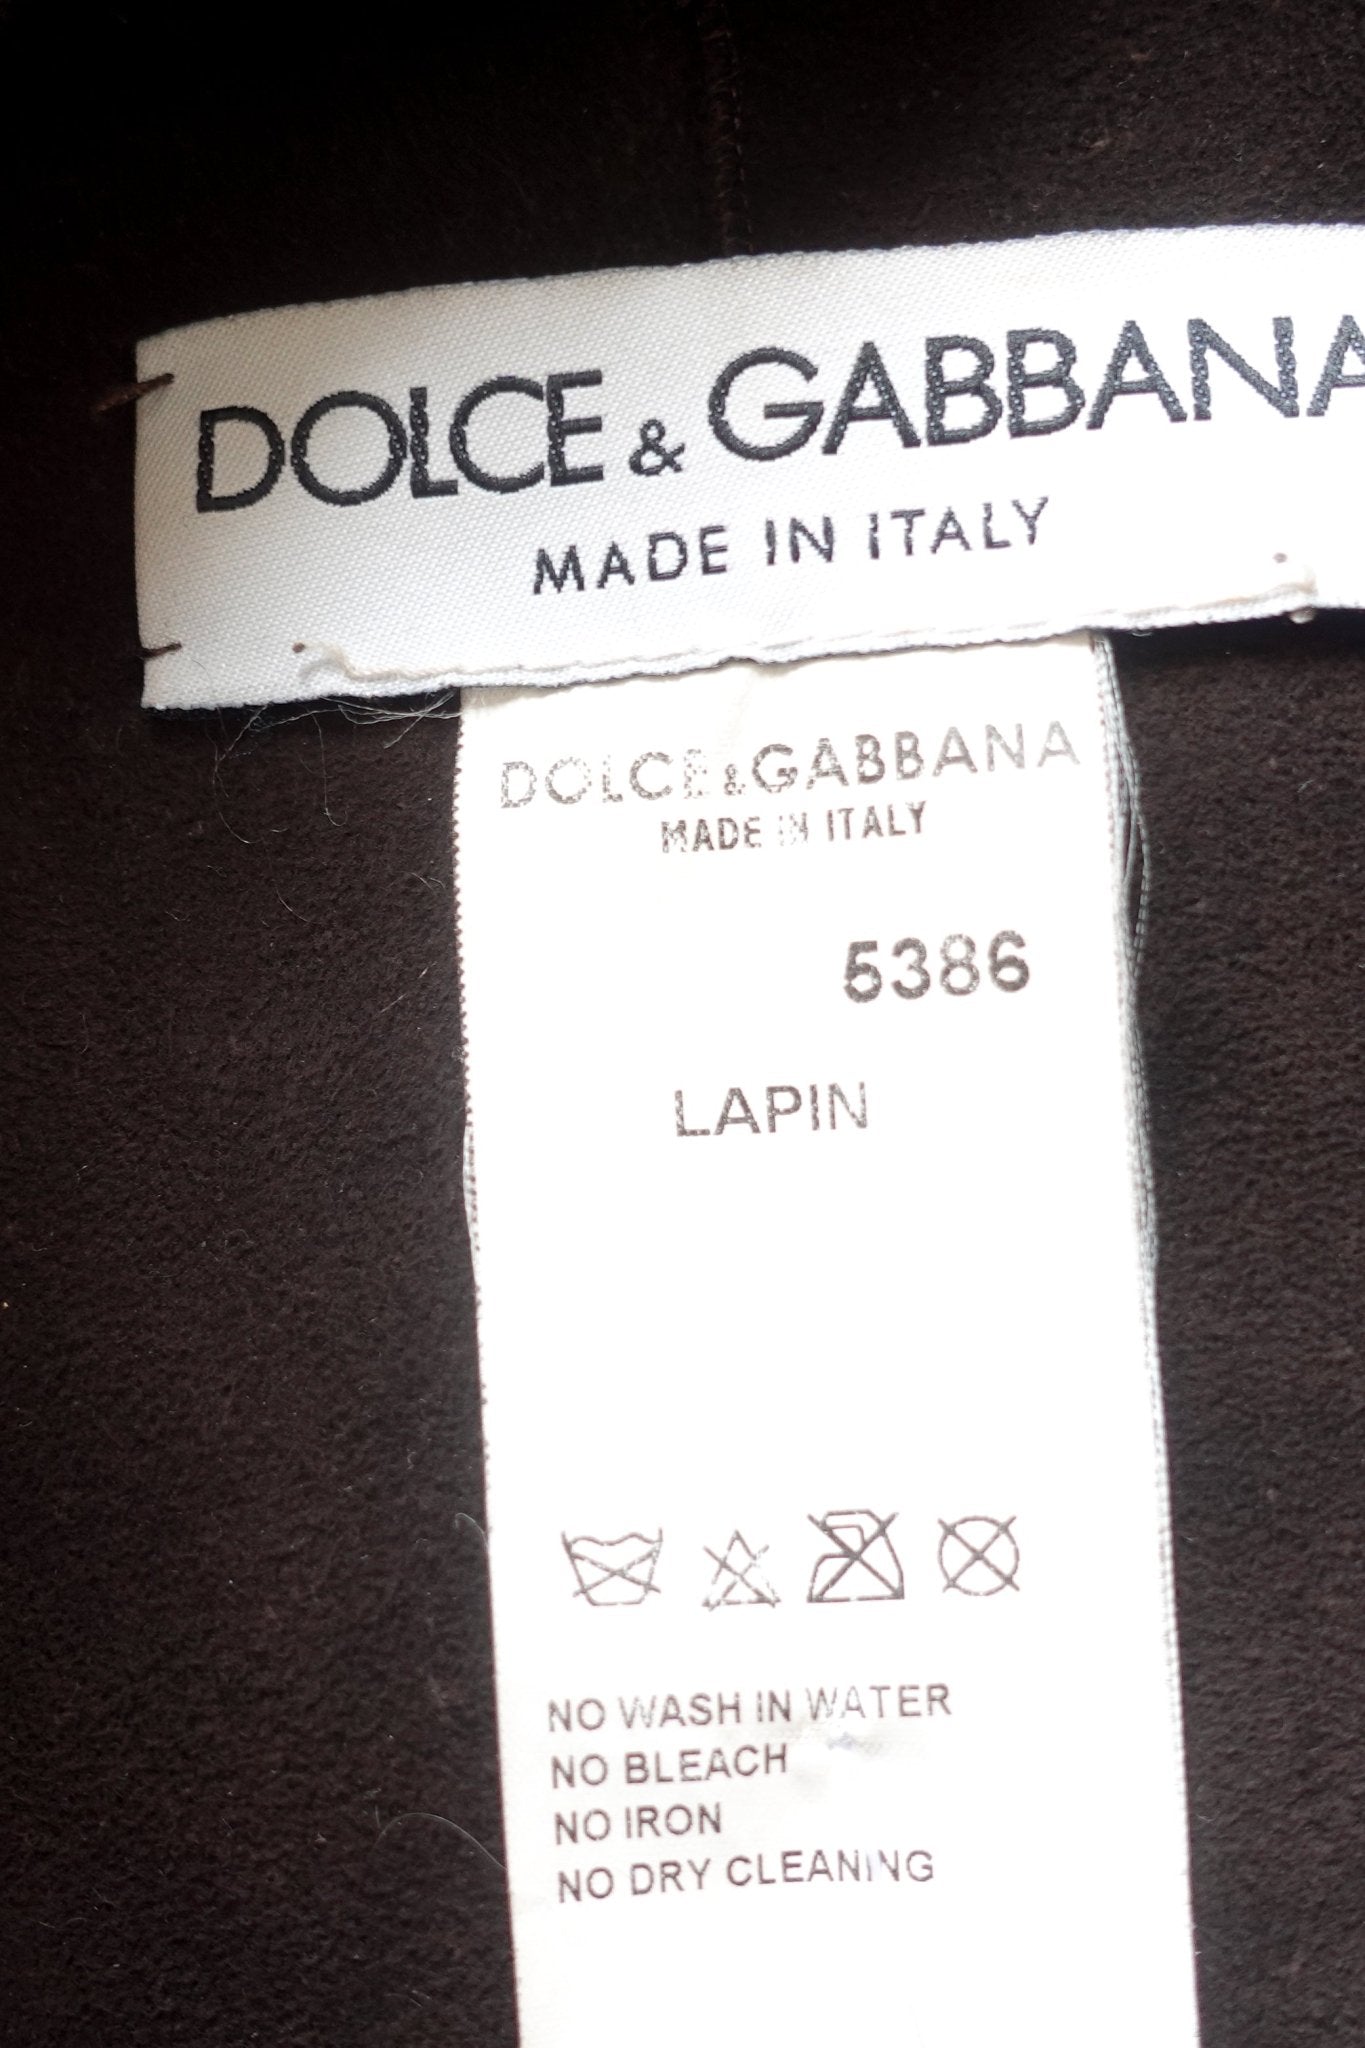 DOLCE & GABBANA
MADE IN ITALY
DOLCE & GABBANA
MADE IN ITALY
5386
LAPIN
NO WASH IN WATER
NO BLEACH
NO IRON
NO DRY CLEANING